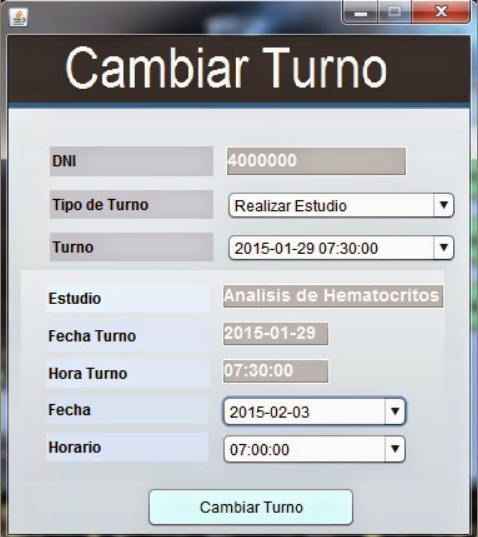 Cambiar Turno
DNI 4000000
Tipo de Turno Realizar Estudio
Turno 2015-01-29 07:30:00
Estudio Analisis de Hematocritos
Fecha Turno 2015-01-29
Hora Turno 07:30:00
Fecha 2015-02-03
Horario 07:00:00
Cambiar Turno